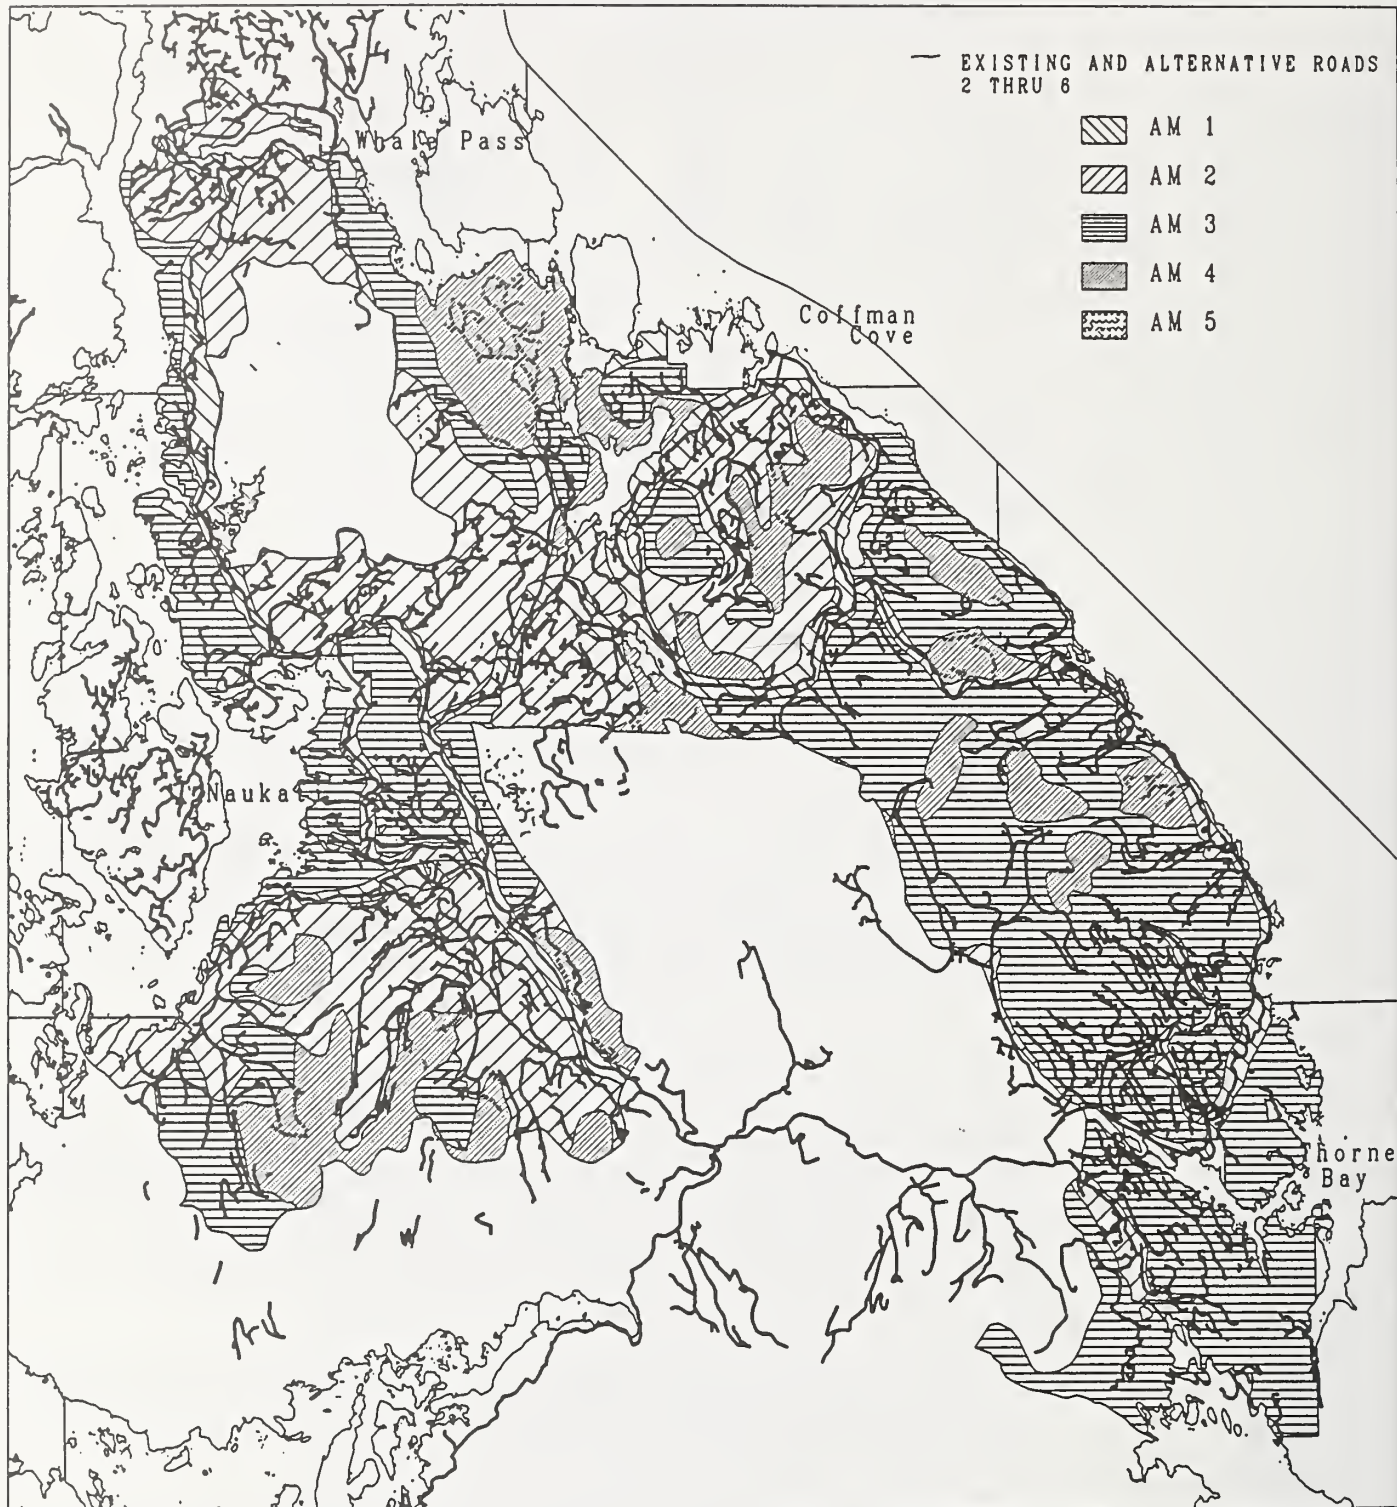 EXISTING AND ALTERNATIVE ROADS
2 THRU 6
AM 1
AM 2
AM 3
AM 4
AM 5
Whale Pass
Coffman
Cove
Naukati
Thorne
Bay